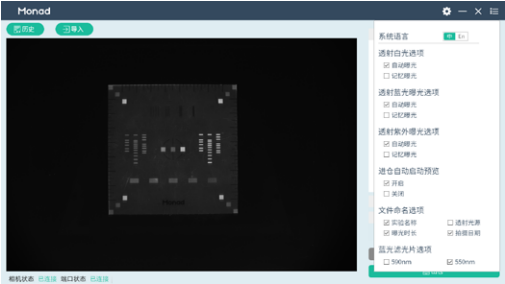 Monad
历史
导入
系统语言 中 En
透射白光选项
自动曝光
记忆曝光
透射蓝光曝光选项
自动曝光
记忆曝光
透射紫外曝光选项
自动曝光
记忆曝光
进仓自动启动预览
开启
关闭
文件命名选项
实验名称 透射光源
曝光时长 拍摄日期
蓝光滤光片选项
590nm 559nm
相机状态 已连接 端口状态 已连接